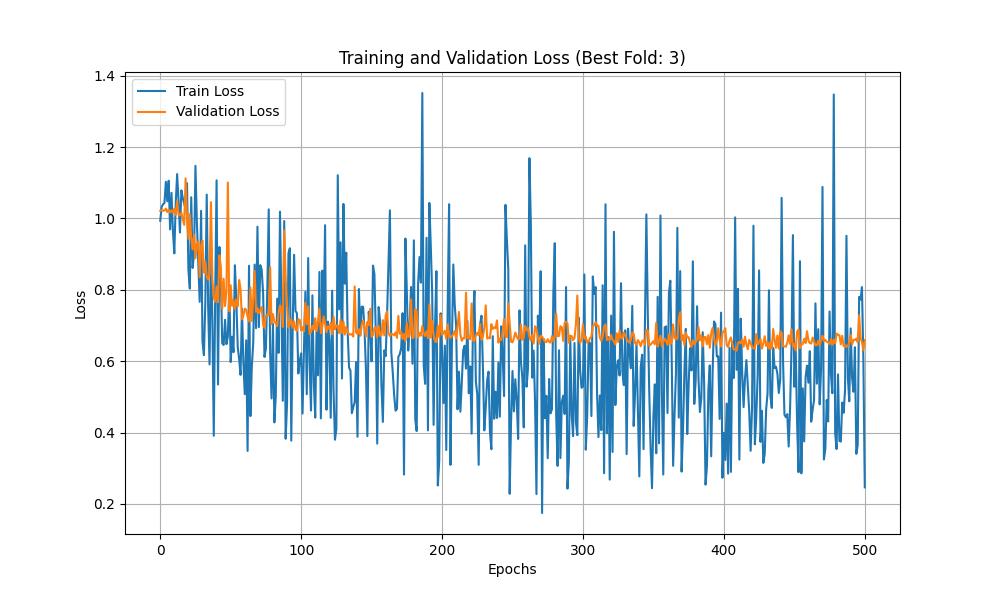 Training and Validation Loss (Best Fold: 3)
Train Loss
Validation Loss
Loss
1.4
1.2
1.0
0.8
0.6
0.4
0.2
0
100
200
300
400
500
Epochs